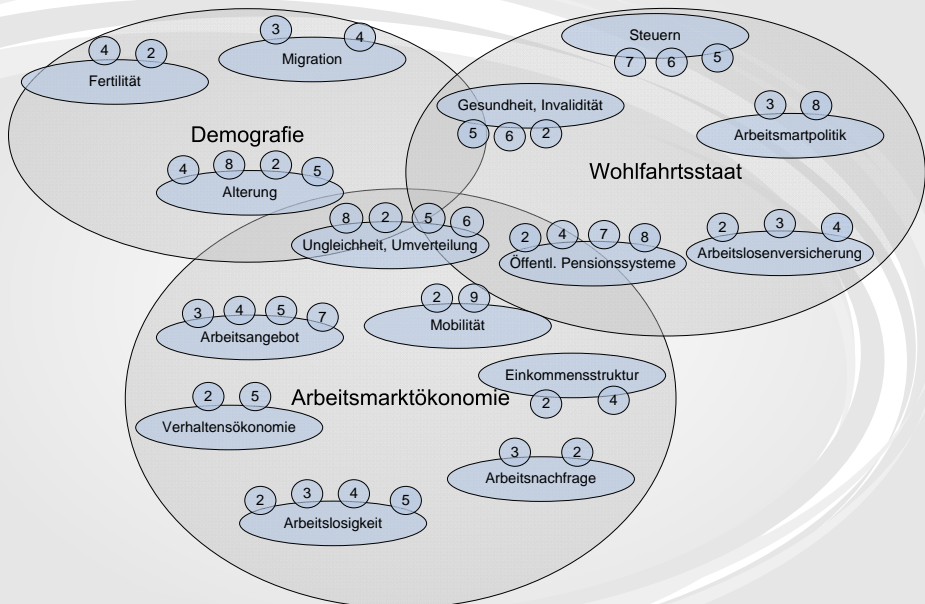 4 2
Fertilität
3 4
Migration
Demografie
4 8 2 5
Alterung
Steuern
7 6 5
Gesundheit, Invalidität
5 6 2
3 8
Arbeitsmartpolitik
Wohlfahrtsstaat
8 2 5 6
Ungleichheit, Umverteilung
2 4 7 8
Öffentl. Pensionssysteme
2 3 4
Arbeitslosenversicherung
3 4 5 7
Arbeitsangebot
2 9
Mobilität
Einkommensstruktur
2 4
Arbeitsmarktökonomie
2 5
Verhaltensökonomie
3 2
Arbeitsnachfrage
2 3 4 5
Arbeitslosigkeit